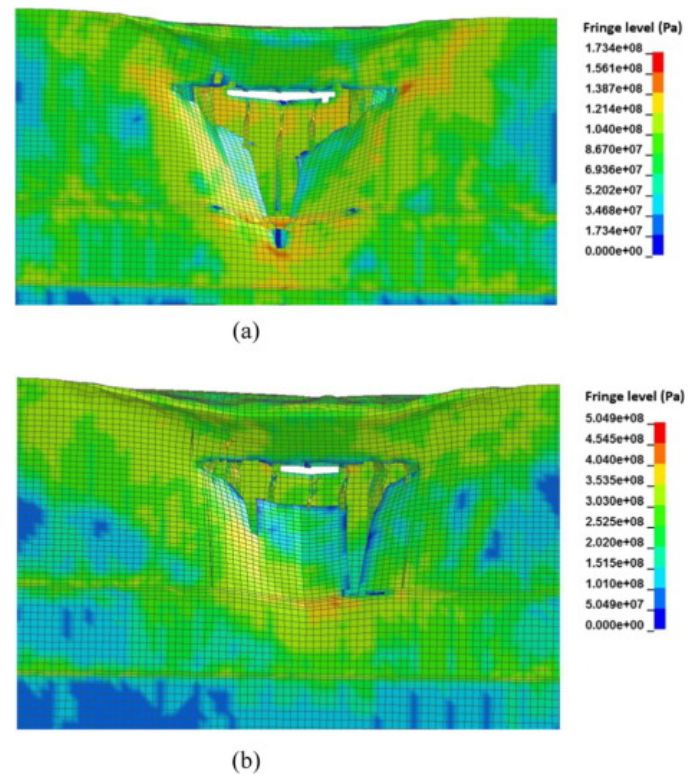 Fringe level (Pa)
1.734e+08
1.561e+08
1.387e+08
1.214e+08
1.040e+08
8.670e+07
6.936e+07
5.202e+07
3.468e+07
1.734e+07
0.000e+00
(a)
Fringe level (Pa)
5.049e+08
4.545e+08
4.040e+08
3.535e+08
3.030e+08
2.525e+08
2.020e+08
1.515e+08
1.010e+08
5.049e+07
0.000e+00
(b)